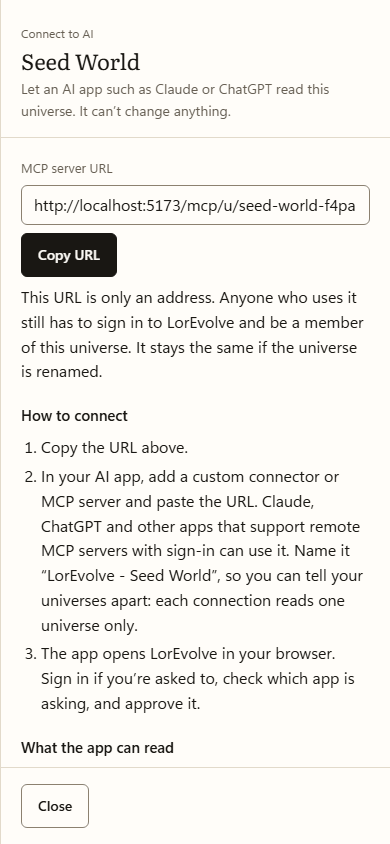 Connect to AI
Seed World
Let an AI app such as Claude or ChatGPT read this
universe. It can't change anything.
MCP server URL
http://localhost:5173/mcp/u/seed-world-f4pa
Copy URL
This URL is only an address. Anyone who uses it
still has to sign in to LorEvolve and be a member
of this universe. It stays the same if the universe
is renamed.
How to connect
1. Copy the URL above.
2. In your AI app, add a custom connector or
MCP server and paste the URL. Claude,
ChatGPT and other apps that support remote
MCP servers with sign-in can use it. Name it
“LorEvolve - Seed World”, so you can tell your
universes apart: each connection reads one
universe only.
3. The app opens LorEvolve in your browser.
Sign in if you’re asked to, check which app is
asking, and approve it.
What the app can read
Close